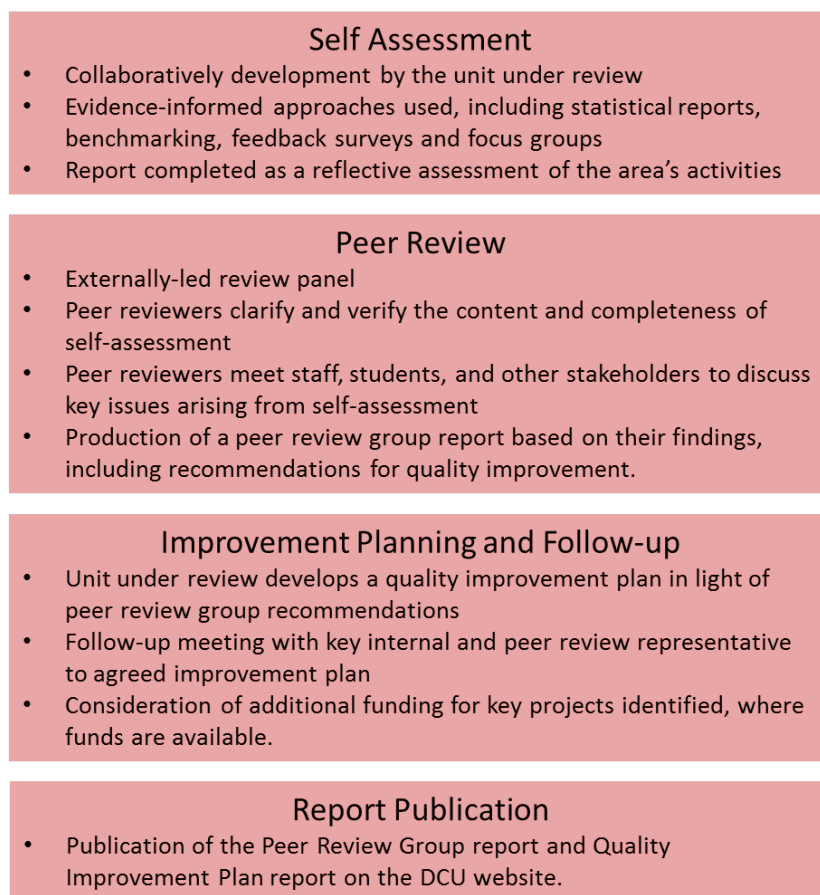 Self Assessment
• Collaboratively development by the unit under review
• Evidence-informed approaches used, including statistical reports,
benchmarking, feedback surveys and focus groups
• Report completed as a reflective assessment of the area's activities
Peer Review
• Externally-led review panel
• Peer reviewers clarify and verify the content and completeness of
self-assessment
• Peer reviewers meet staff, students, and other stakeholders to discuss
key issues arising from self-assessment
• Production of a peer review group report based on their findings,
including recommendations for quality improvement.
Improvement Planning and Follow-up
• Unit under review develops a quality improvement plan in light of
peer review group recommendations
• Follow-up meeting with key internal and peer review representative
to agreed improvement plan
• Consideration of additional funding for key projects identified, where
funds are available.
Report Publication
• Publication of the Peer Review Group report and Quality
Improvement Plan report on the DCU website.